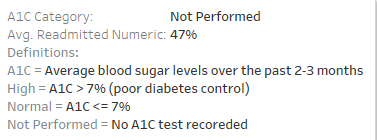 A1C Category: Not Performed
Avg. Readmitted Numeric: 47%
Definitions:
A1C = Average blood sugar levels over the past 2-3 months
High = A1C > 7% (poor diabetes control)
Normal = A1C <= 7%
Not Performed = No A1C test recoreded